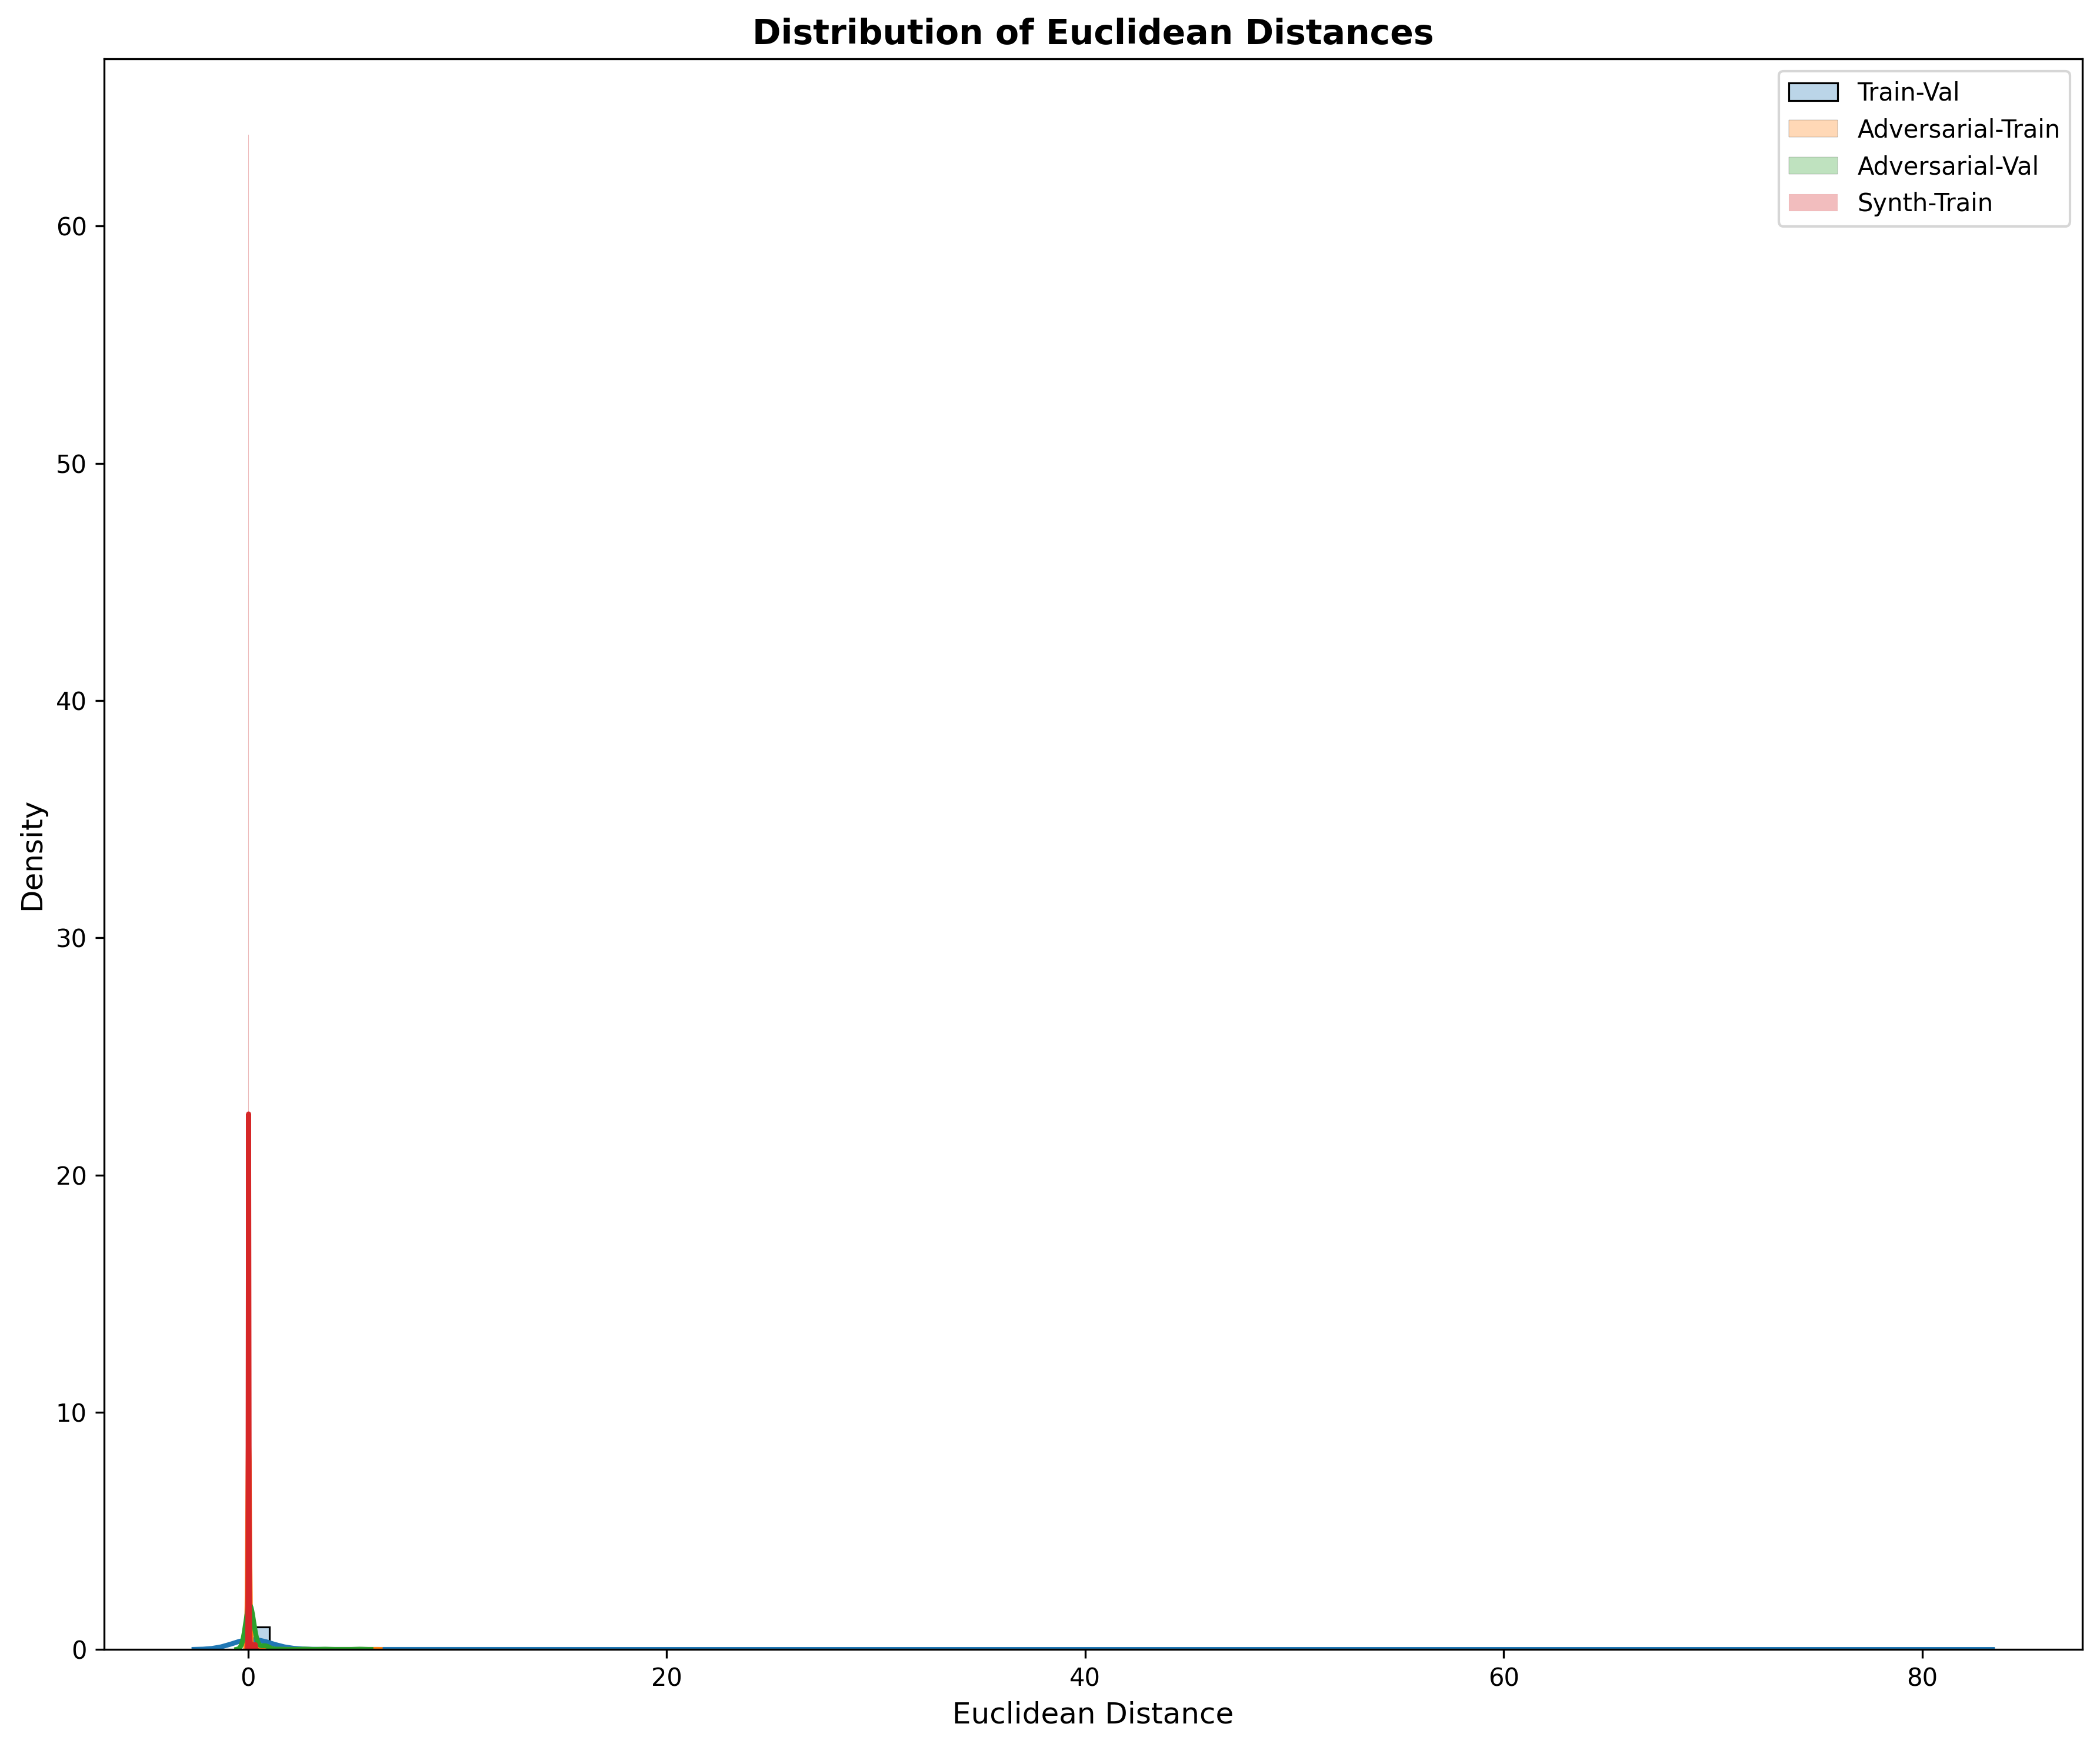 Distribution of Euclidean Distances
Train-Val
Adversarial-Train
Adversarial-Val
Synth-Train
60
50
40
30
20
10
0
Density
0 20 40 60 80
Euclidean Distance